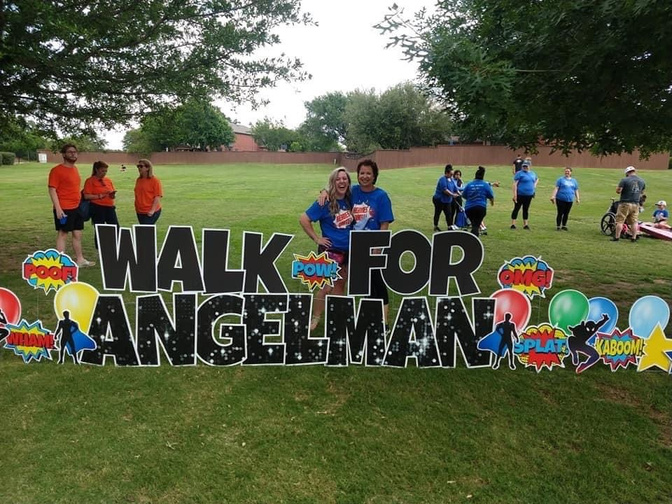 WALK FOR
ANGELMAN
POOF!
WHAM!
POW!
OMG!
SPLAT
KABOOM!